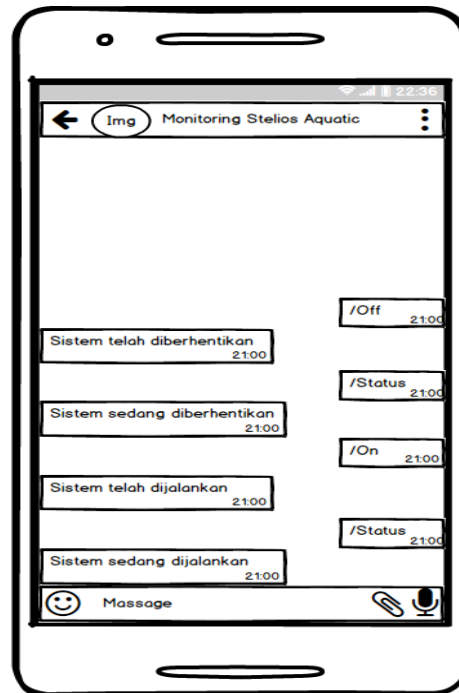 22:36
Img Monitoring Stelios Aquatic
/Off
21:00
Sistem telah diberhentikan
21:00
/Status
21:00
Sistem sedang diberhentikan
21:00
/On
21:00
Sistem telah dijalankan
21:00
/Status
21:00
Sistem sedang dijalankan
21:00
Massage